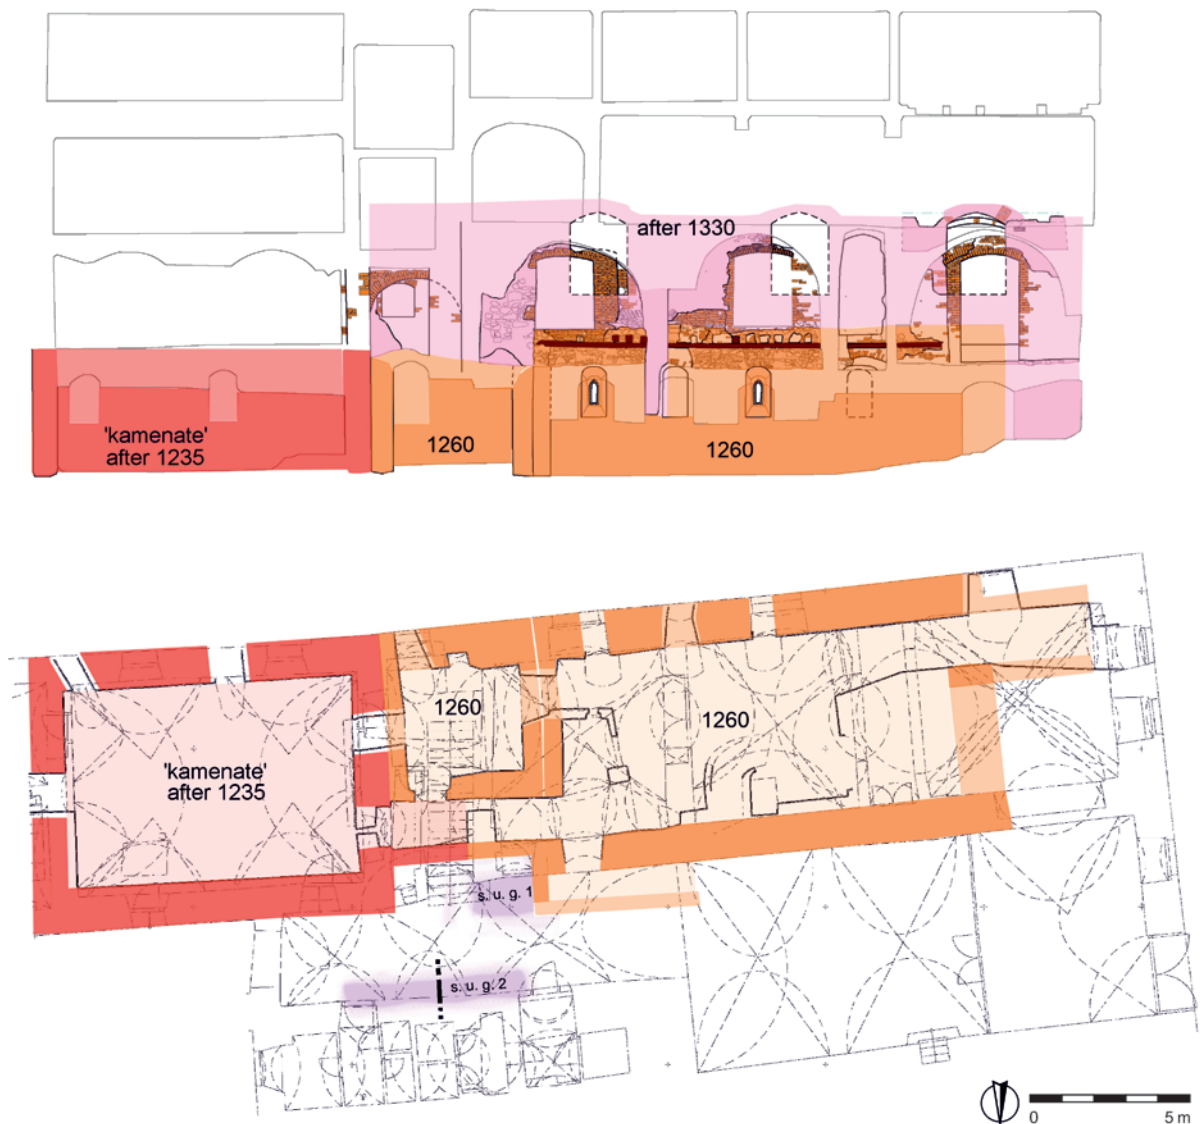 after 1330
'kamenate'
after 1235
1260
1260
1260
1260
'kamenate'
after 1235
s. u. g. 1
s. u. g. 2
0
5 m